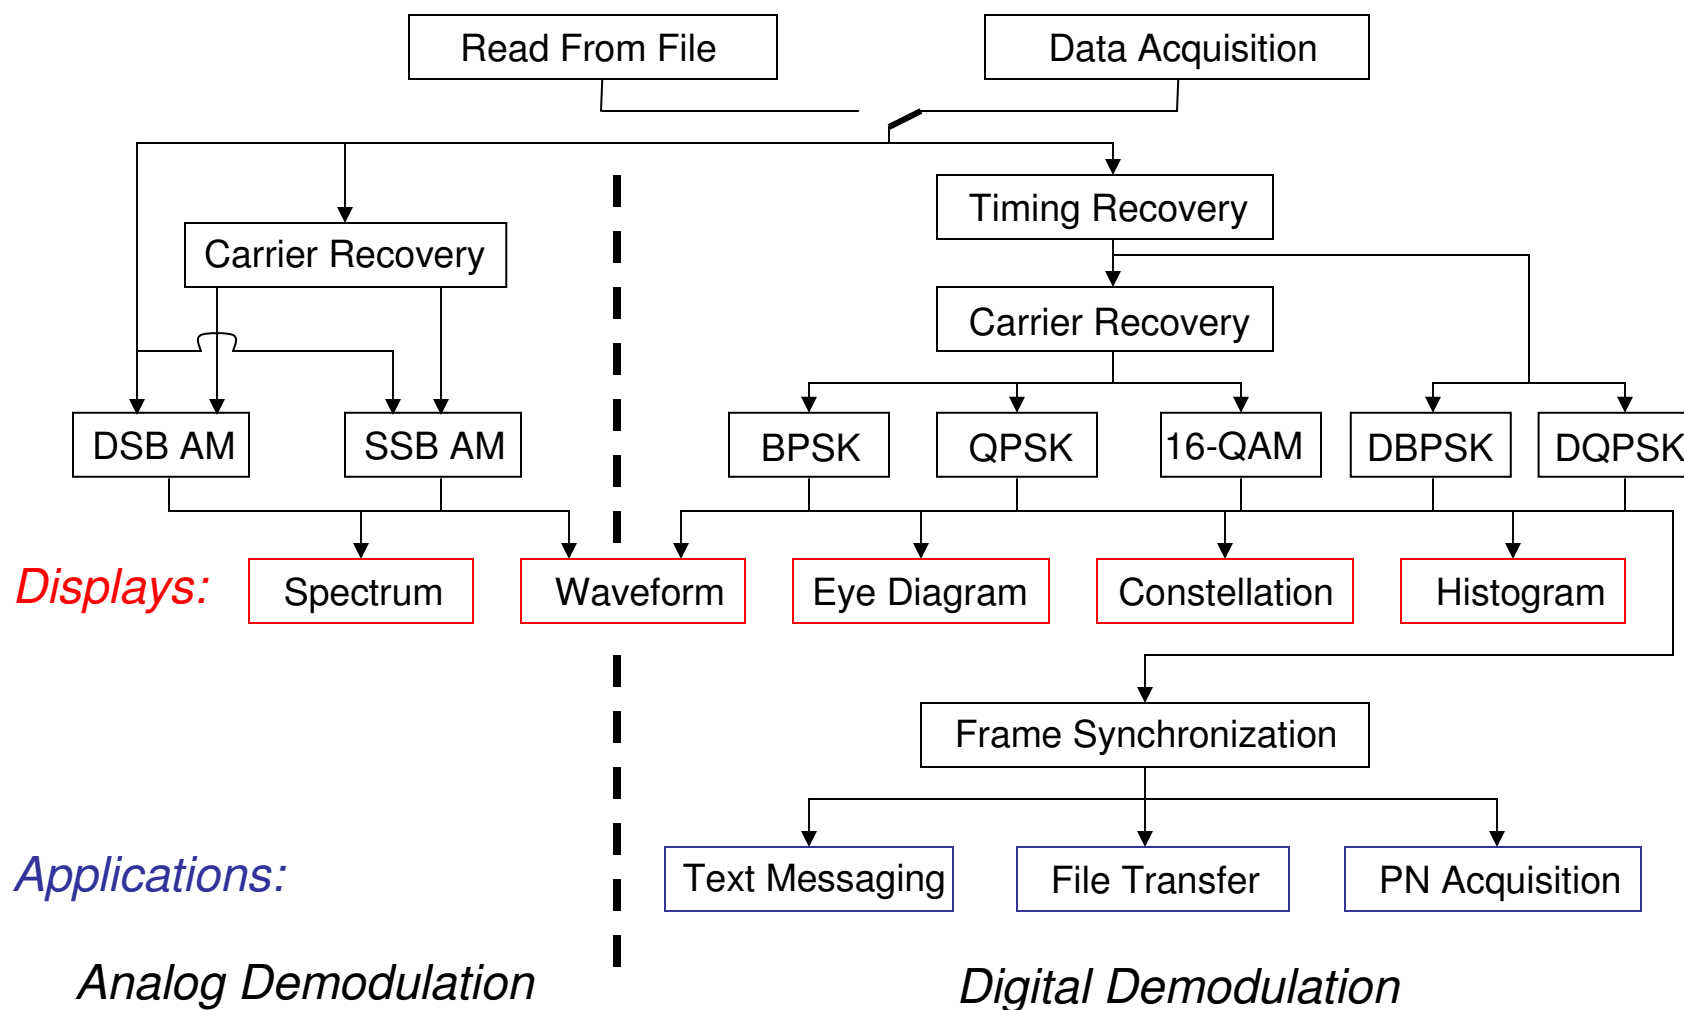 Read From File
Data Acquisition
Timing Recovery
Carrier Recovery
Carrier Recovery
DSB AM
SSB AM
BPSK
QPSK
16-QAM
DBPSK
DQPSK
Displays:
Spectrum
Waveform
Eye Diagram
Constellation
Histogram
Frame Synchronization
Applications:
Text Messaging
File Transfer
PN Acquisition
Analog Demodulation
Digital Demodulation